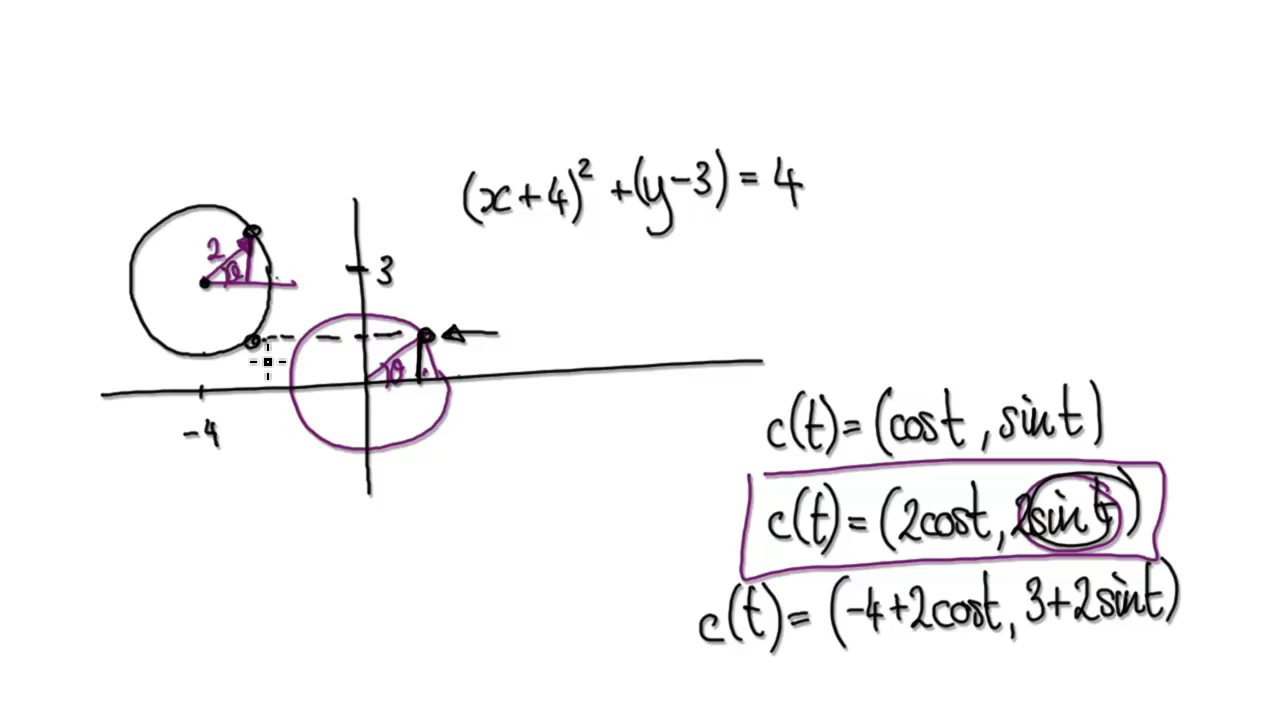 (x+4)² +(y-3) = 4
2
θ
3
θ
-4
c(t) = (cost, sint)
c(t) = (2cost, 2sint)
c(t) = (-4+2cost, 3+2sint)